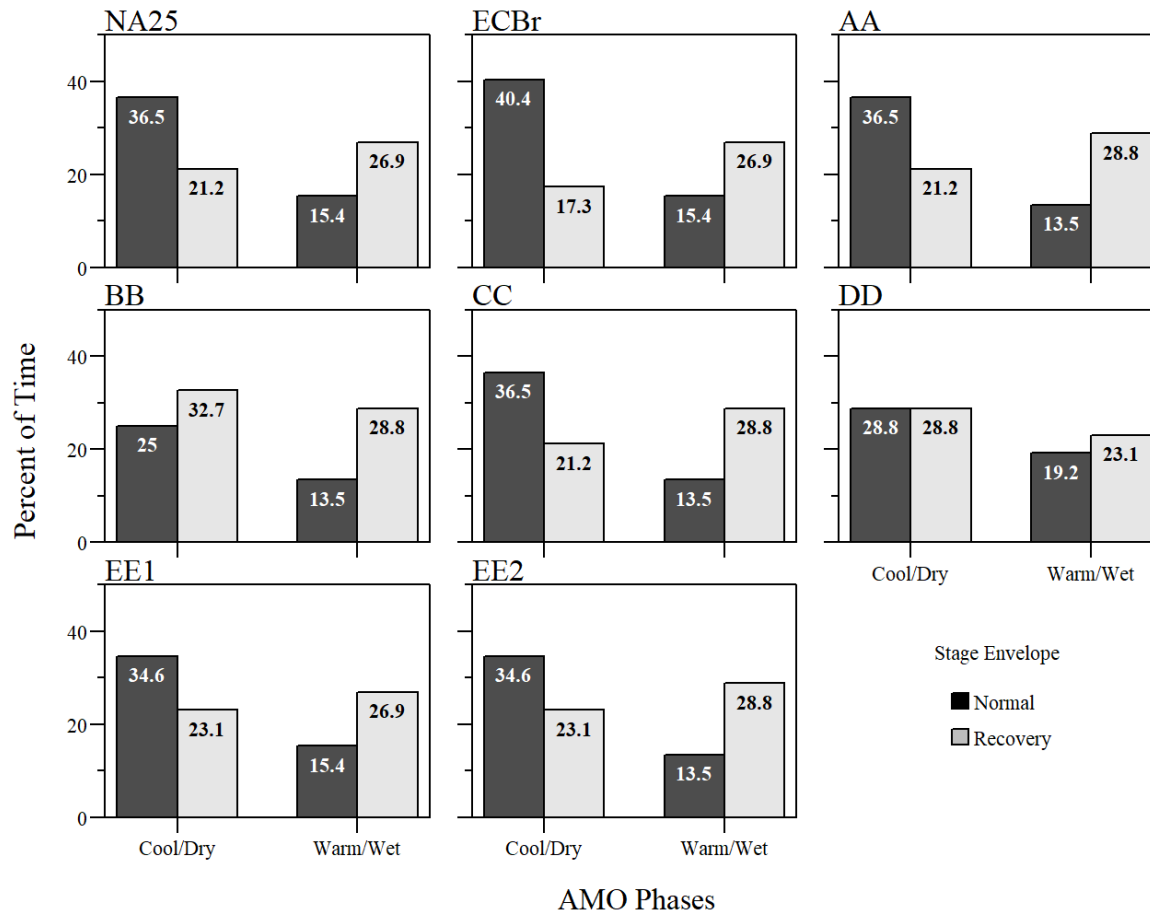 NA25
ECBr
AA
40
20
0
36.5
21.2
15.4
26.9
40.4
17.3
15.4
26.9
36.5
21.2
13.5
28.8
BB
CC
DD
Percent of Time
40
20
0
25
32.7
13.5
28.8
36.5
21.2
13.5
28.8
28.8
28.8
19.2
23.1
Cool/Dry
Warm/Wet
EE1
EE2
40
20
0
34.6
23.1
15.4
26.9
34.6
23.1
13.5
28.8
Stage Envelope
Normal
Recovery
Cool/Dry
Warm/Wet
Cool/Dry
Warm/Wet
AMO Phases